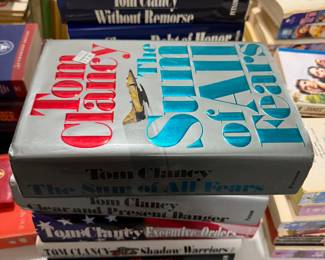 Tom Clancy
Without Remorse
Debt of Honor
Tom
Clancy
The
Sum
of All
Fears
Tom Clancy
The Sum of All Fears
Tom Clancy
Clear and Present Danger
Tom Clancy Executive Orders
TOM CLANCY Shadow Warriors